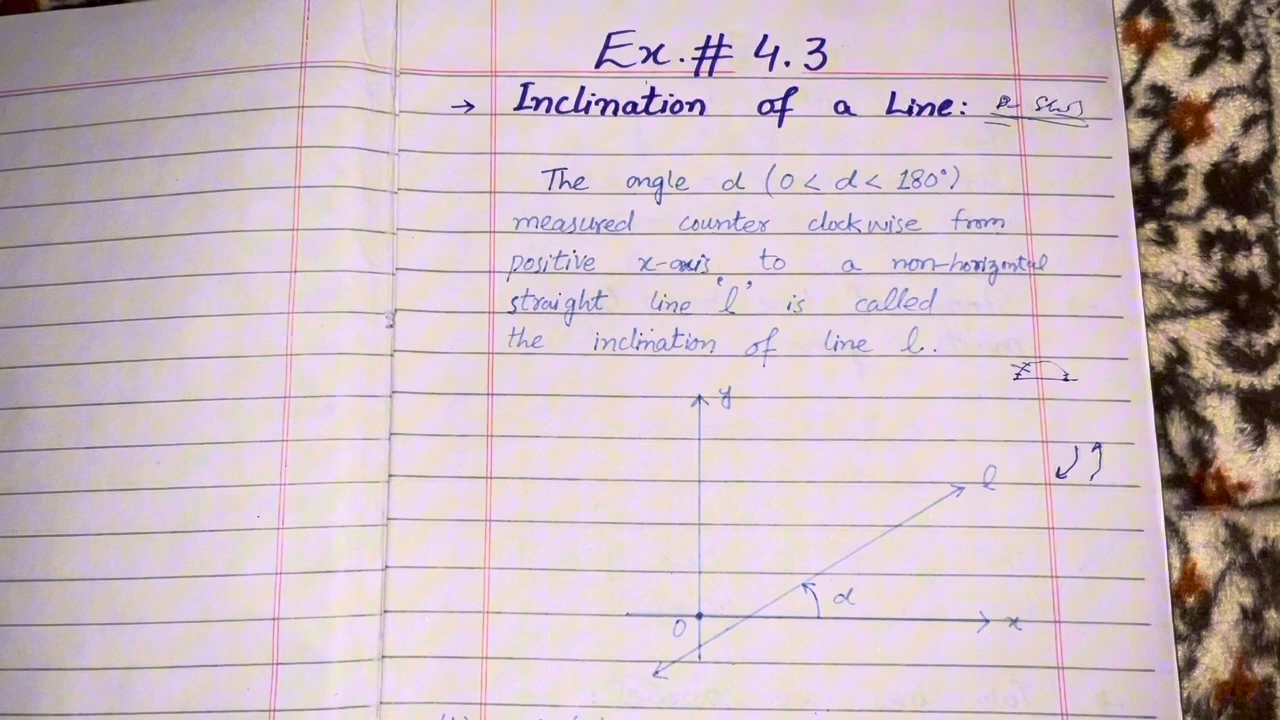 Ex.# 4.3
→ Inclination of a Line:
The angle α (0 < α < 180°)
measured counter clockwise from
positive x-axis to a non-horizontal
straight line 'l' is called
the inclination of line l.
y
l
α
O
x